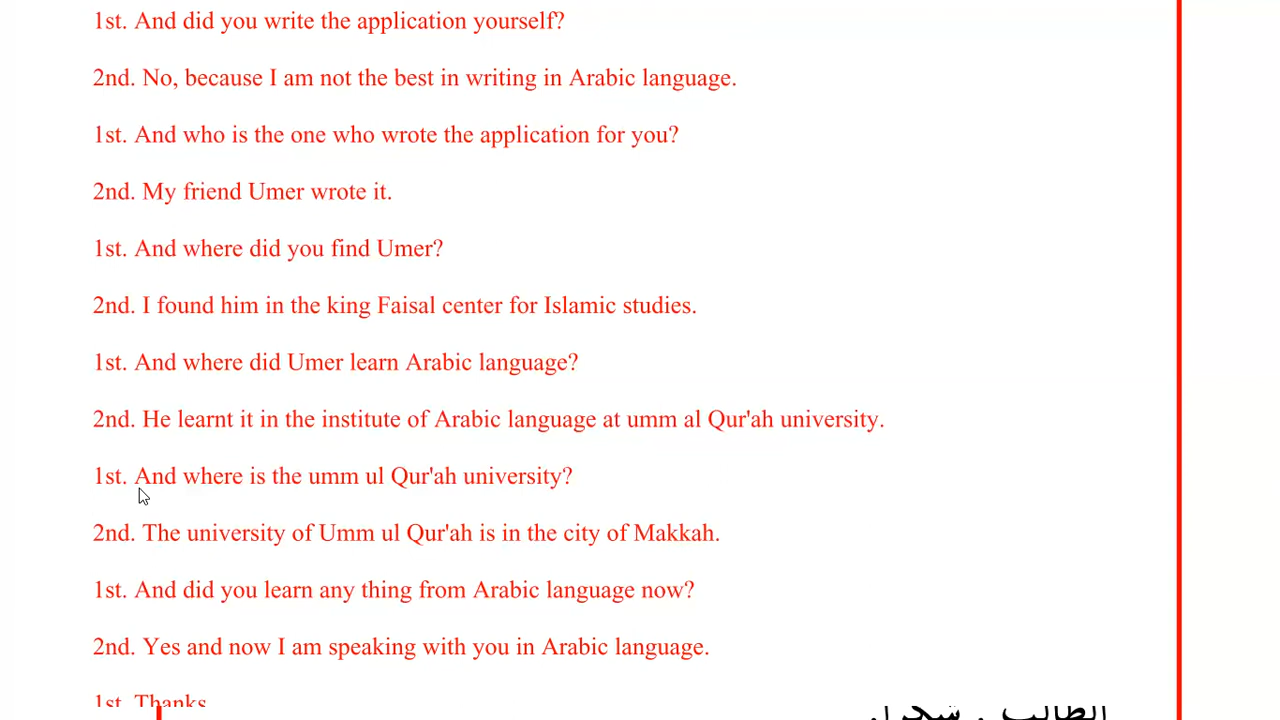 1st. And did you write the application yourself?
2nd. No, because I am not the best in writing in Arabic language.
1st. And who is the one who wrote the application for you?
2nd. My friend Umer wrote it.
1st. And where did you find Umer?
2nd. I found him in the king Faisal center for Islamic studies.
1st. And where did Umer learn Arabic language?
2nd. He learnt it in the institute of Arabic language at umm al Qur'ah university.
1st. And where is the umm ul Qur'ah university?
2nd. The university of Umm ul Qur'ah is in the city of Makkah.
1st. And did you learn any thing from Arabic language now?
2nd. Yes and now I am speaking with you in Arabic language.
1st. Thanks
الطالب . شكرا.